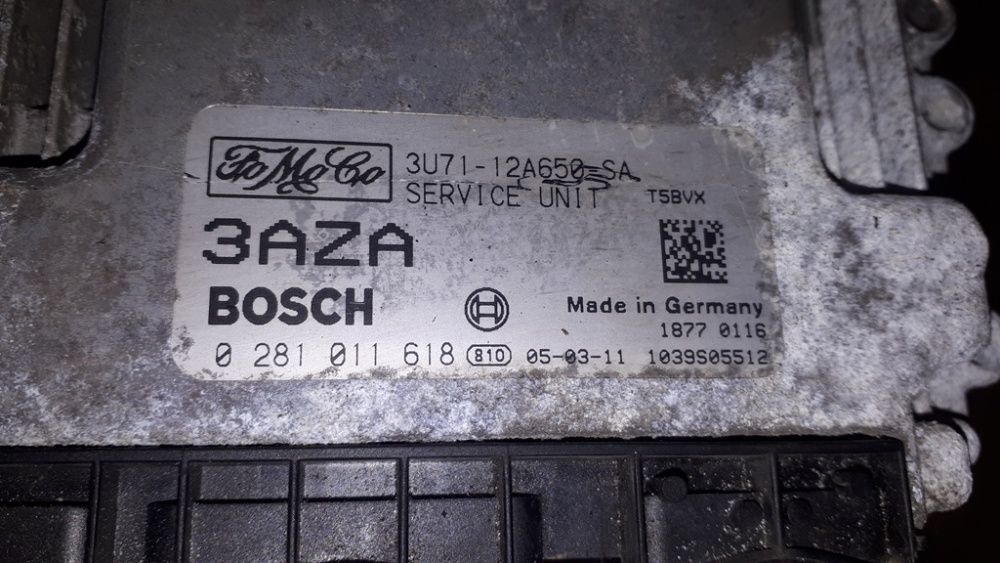 FoMoCo
3U71-12A650-SA
SERVICE UNIT T5BVX
3AZA
BOSCH
Made in Germany
1877 0116
0 281 011 618 810 05-03-11 1039S05512